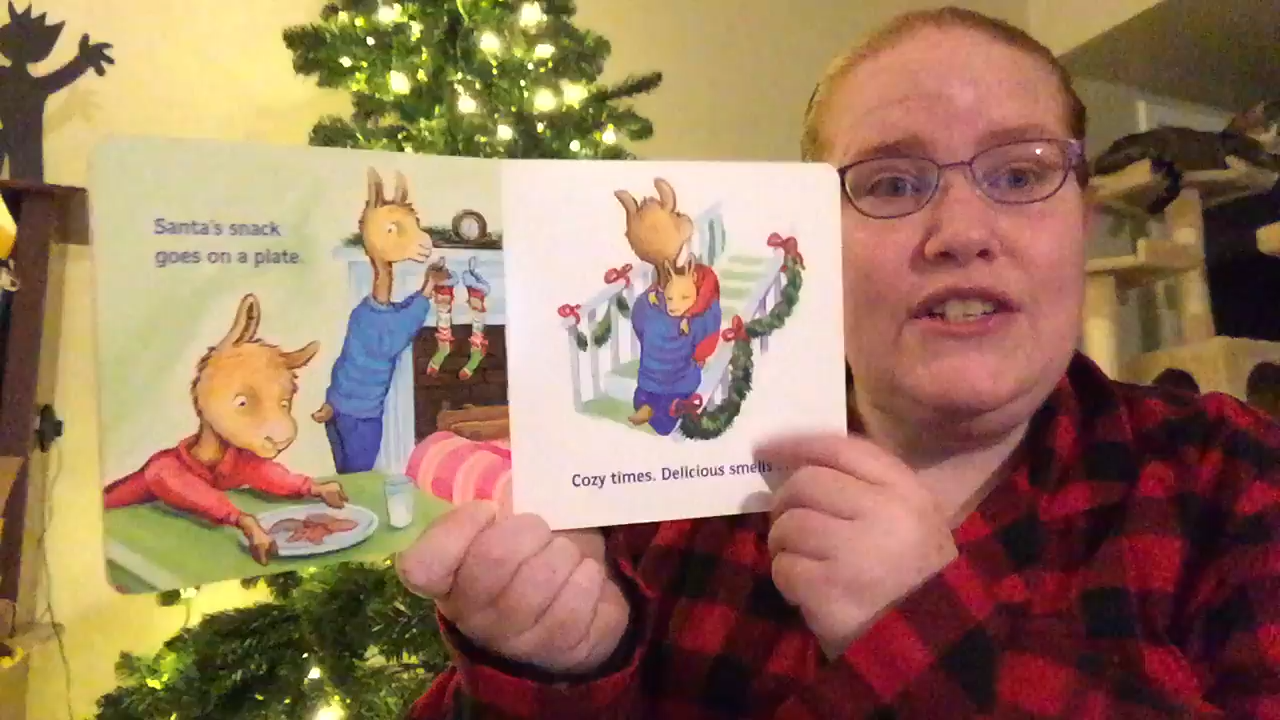 Santa's snack
goes on a plate.
Cozy times. Delicious smells . .